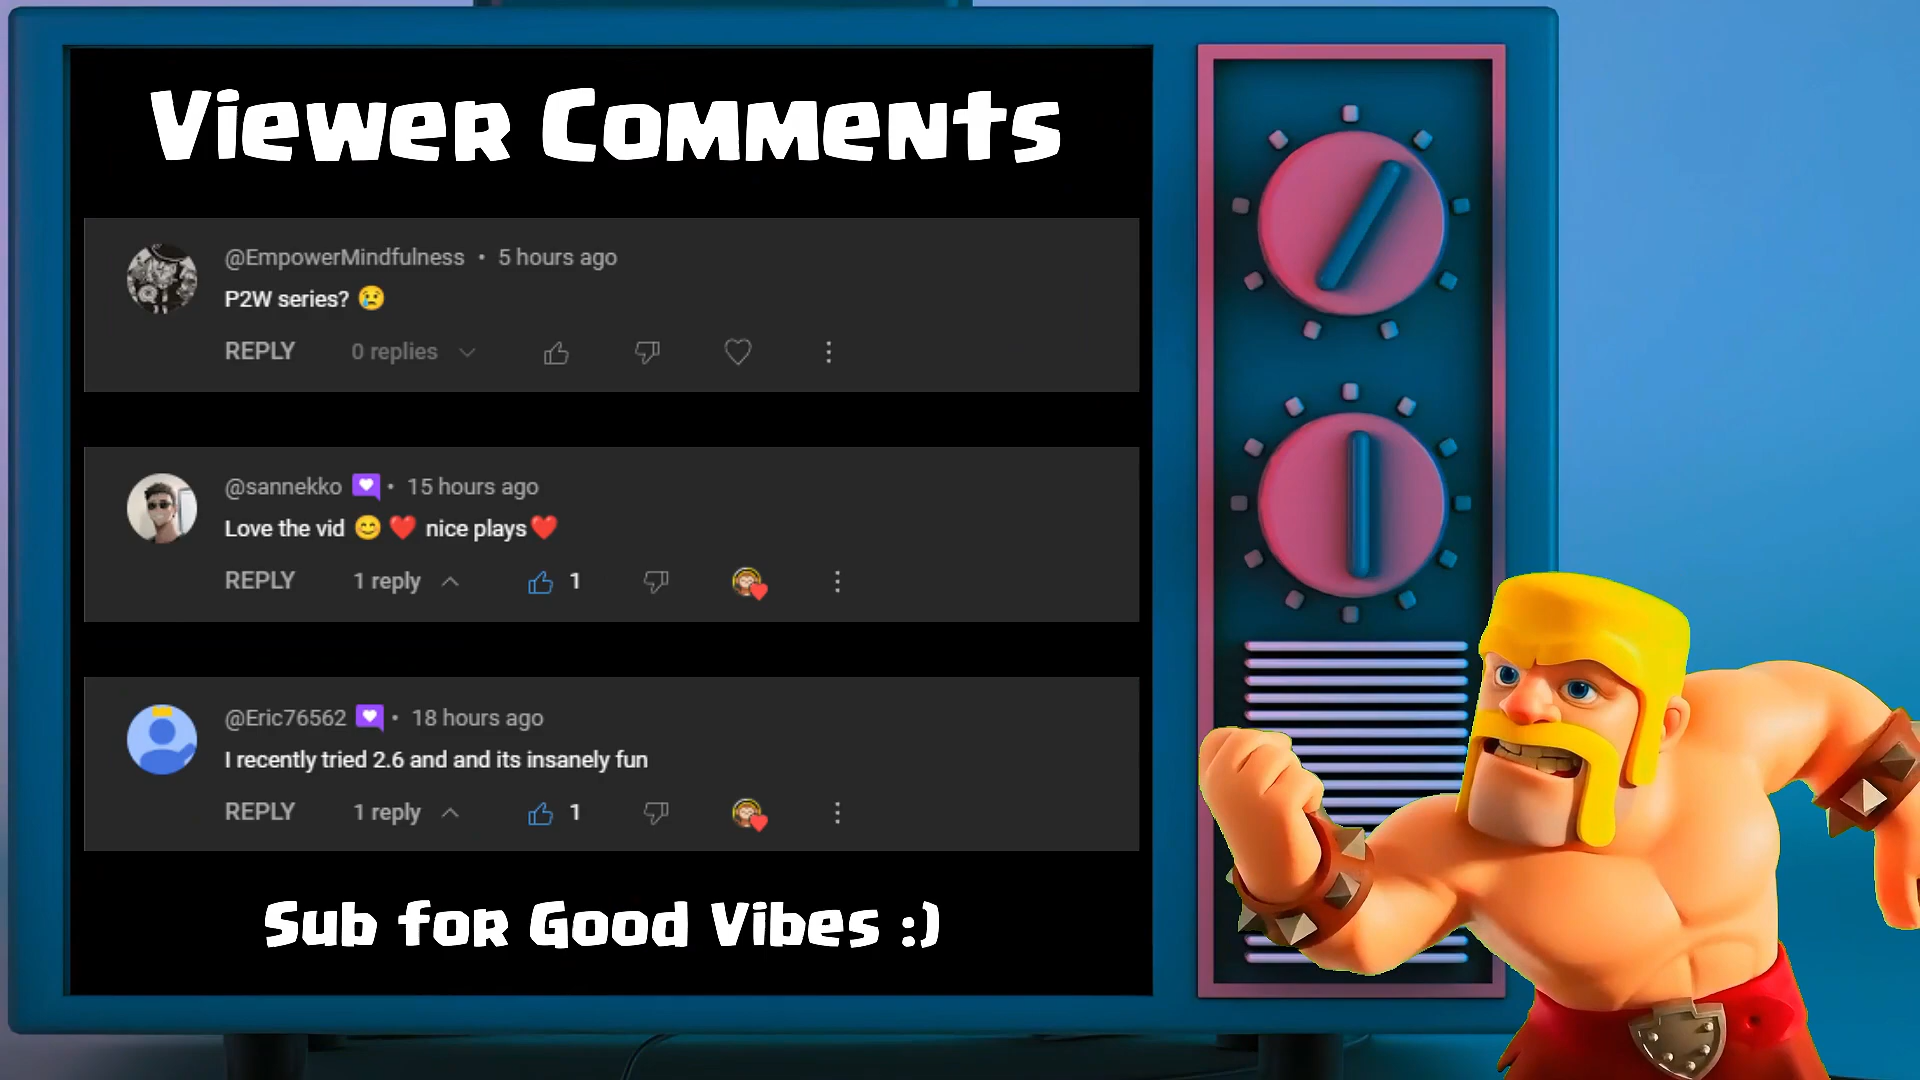 Viewer Comments
@EmpowerMindfulness • 5 hours ago
P2W series? 😢
REPLY 0 replies
@sannekko • 15 hours ago
Love the vid 😊 ❤️ nice plays❤️
REPLY 1 reply 1
@Eric76562 • 18 hours ago
I recently tried 2.6 and and its insanely fun
REPLY 1 reply 1
Sub for Good Vibes :)